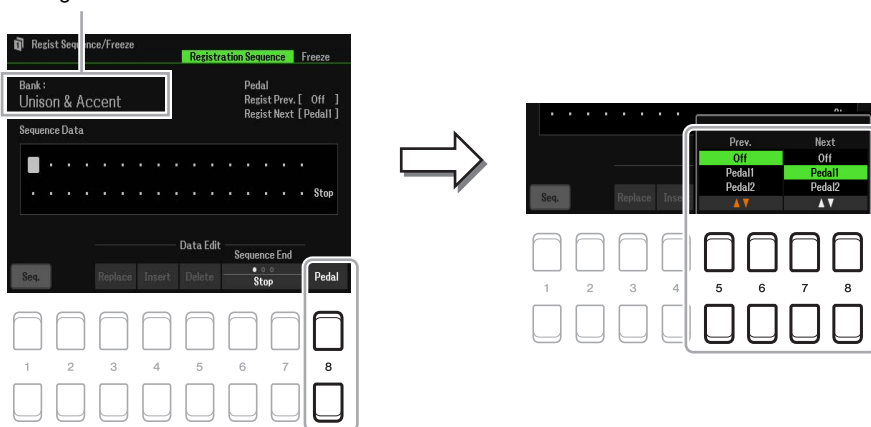 Regist Sequence/Freeze
Registration Sequence Freeze
Bank :
Unison & Accent
Pedal
Regist Prev. [ Off ]
Regist Next [ Pedal1 ]
Sequence Data
Stop
Data Edit
Sequence End
Seq. Replace Insert Delete Stop Pedal
1 2 3 4 5 6 7 8
Prev. Next
Off Off
Pedal1 Pedal1
Pedal2 Pedal2
Seq. Replace
1 2 3 4 5 6 7 8